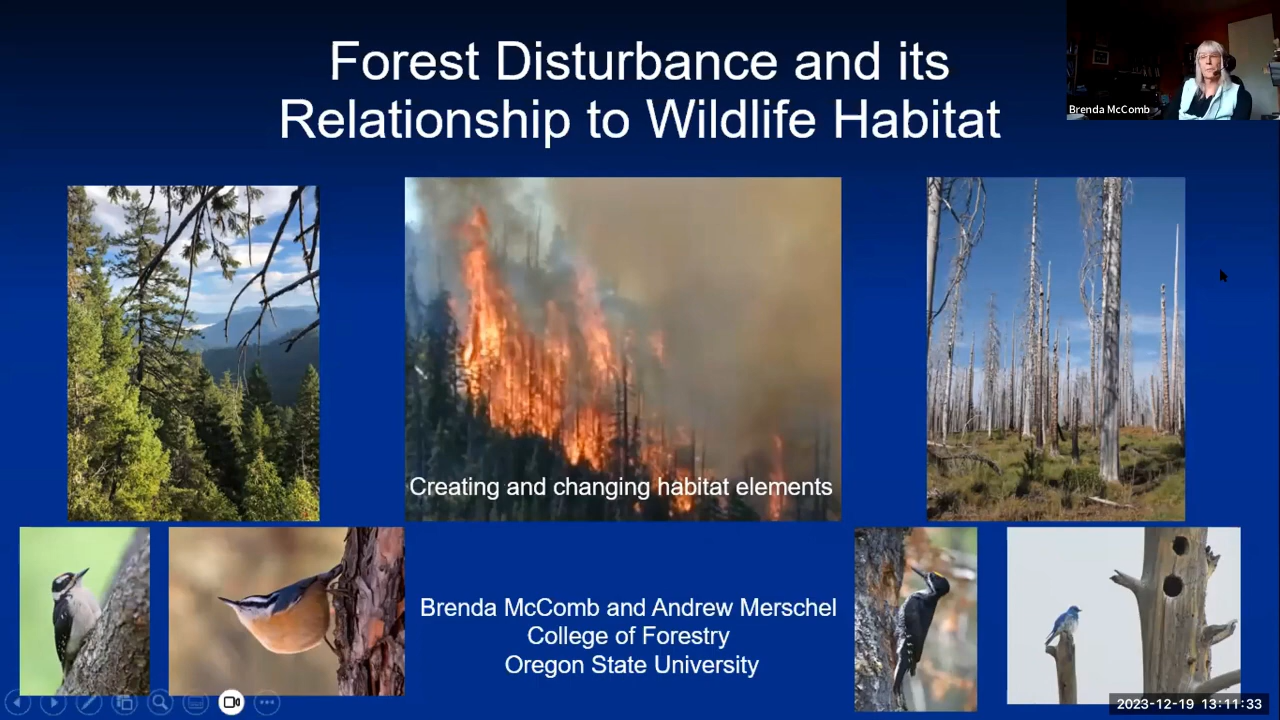 Forest Disturbance and its
Relationship to Wildlife Habitat
Brenda McComb
Creating and changing habitat elements
Brenda McComb and Andrew Merschel
College of Forestry
Oregon State University
2023-12-19 13:11:33